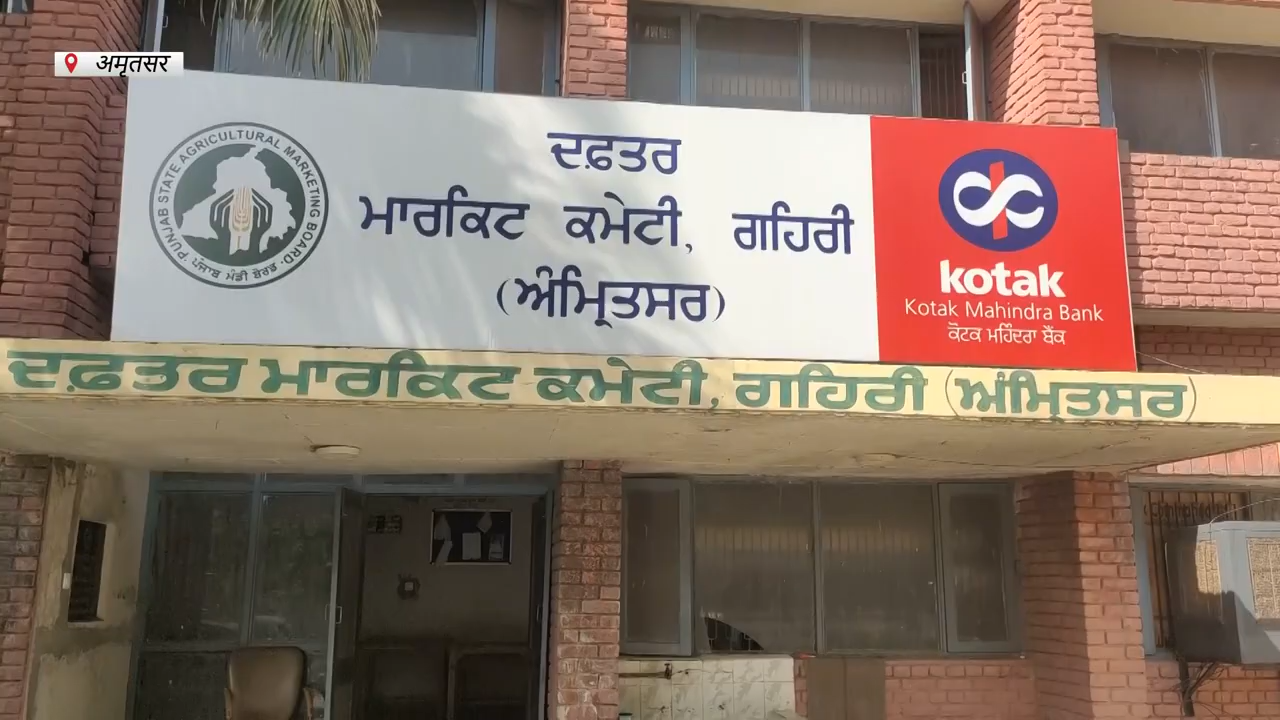 अमृतसर
PUNJAB STATE AGRICULTURAL MARKETING BOARD
ਪੰਜਾਬ ਮੰਡੀ ਬੋਰਡ
ਦਫ਼ਤਰ
ਮਾਰਕਿਟ ਕਮੇਟੀ, ਗਹਿਰੀ
(ਅੰਮ੍ਰਿਤਸਰ)
kotak
Kotak Mahindra Bank
ਕੋਟਕ ਮਹਿੰਦਰਾ ਬੈਂਕ
ਦਫ਼ਤਰ ਮਾਰਕਿਟ ਕਮੇਟੀ, ਗਹਿਰੀ (ਅੰਮ੍ਰਿਤਸਰ)